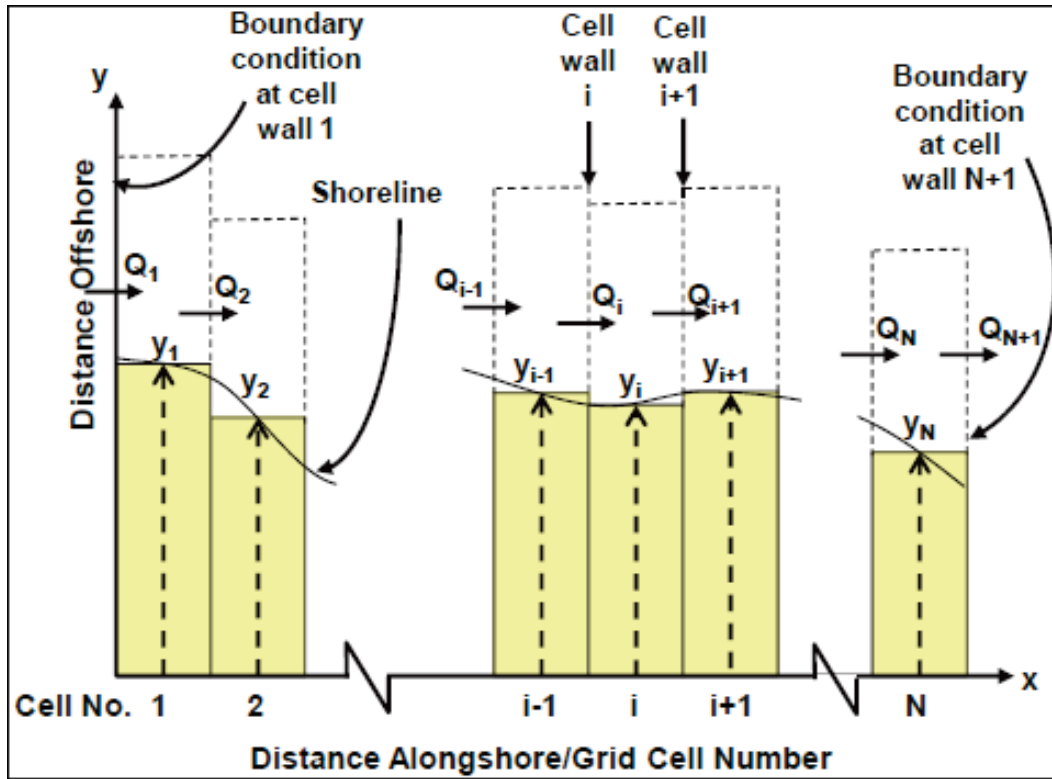 Boundary
condition
at cell
wall 1
Cell
wall
i
Cell
wall
i+1
Boundary
condition
at cell
wall N+1
y
Shoreline
Distance Offshore
Q1
Q2
Qi-1
Qi
Qi+1
QN
QN+1
y1
y2
yi-1
yi
yi+1
yN
x
Cell No. 1 2 i-1 i i+1 N
Distance Alongshore/Grid Cell Number